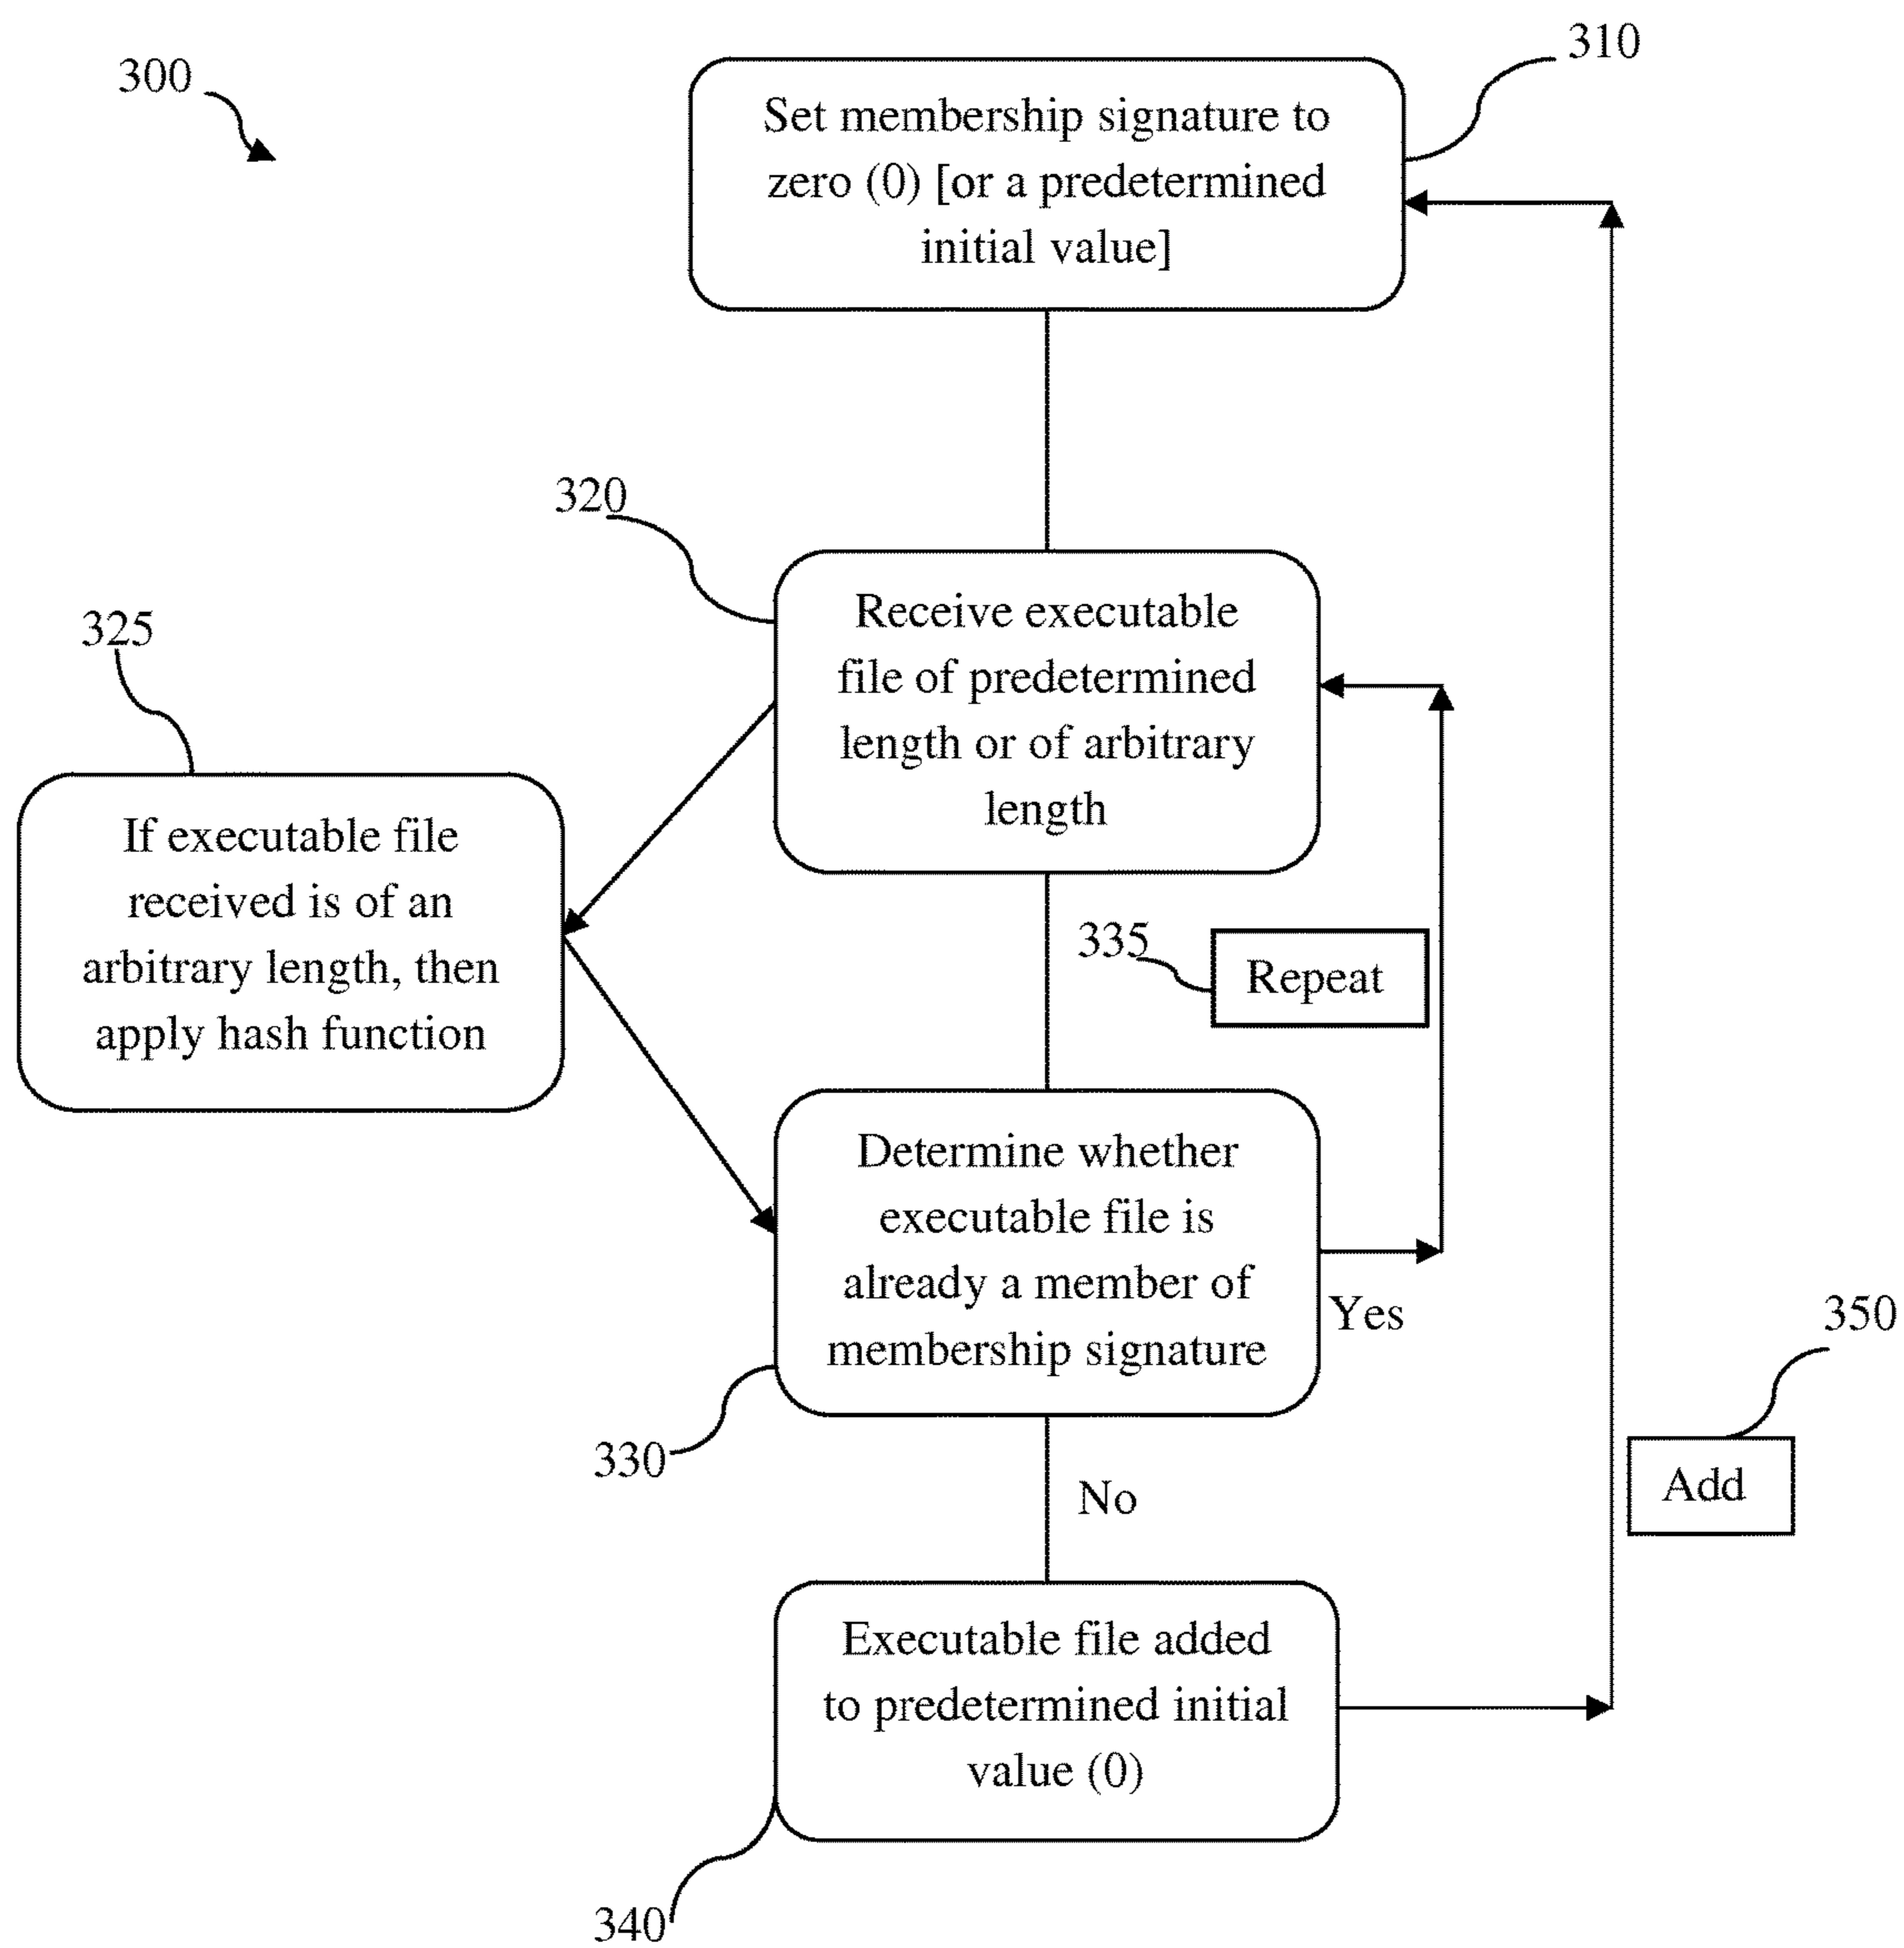 300
310
Set membership signature to
zero (0) [or a predetermined
initial value]
320
Receive executable
file of predetermined
length or of arbitrary
length
325
If executable file
received is of an
arbitrary length, then
apply hash function
335
Repeat
Determine whether
executable file is
already a member of
membership signature
Yes
330
350
Add
No
Executable file added
to predetermined initial
value (0)
340